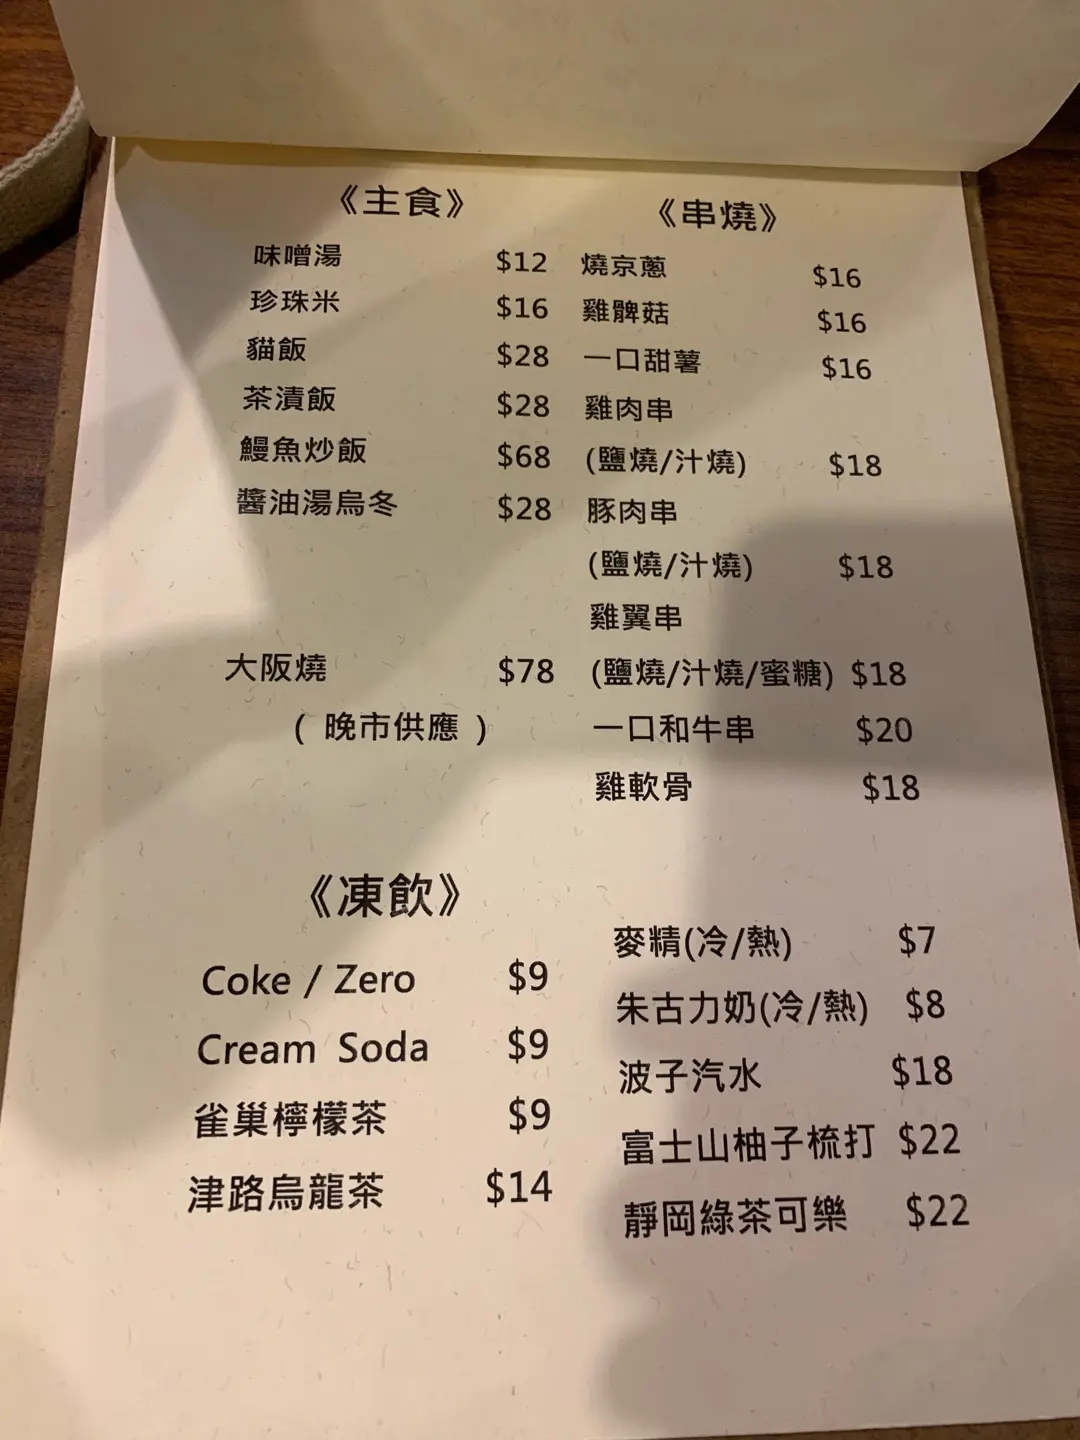 《主食》
味噌湯 $12
珍珠米 $16
貓飯 $28
茶漬飯 $28
鰻魚炒飯 $68
醬油湯烏冬 $28
大阪燒 $78
( 晚市供應 )
《串燒》
燒京蔥 $16
雞髀菇 $16
一口甜薯 $16
雞肉串
(鹽燒/汁燒) $18
豚肉串
(鹽燒/汁燒) $18
雞翼串
(鹽燒/汁燒/蜜糖) $18
一口和牛串 $20
雞軟骨 $18
《凍飲》
Coke / Zero $9
Cream Soda $9
雀巢檸檬茶 $9
津路烏龍茶 $14
麥精(冷/熱) $7
朱古力奶(冷/熱) $8
波子汽水 $18
富士山柚子梳打 $22
靜岡綠茶可樂 $22